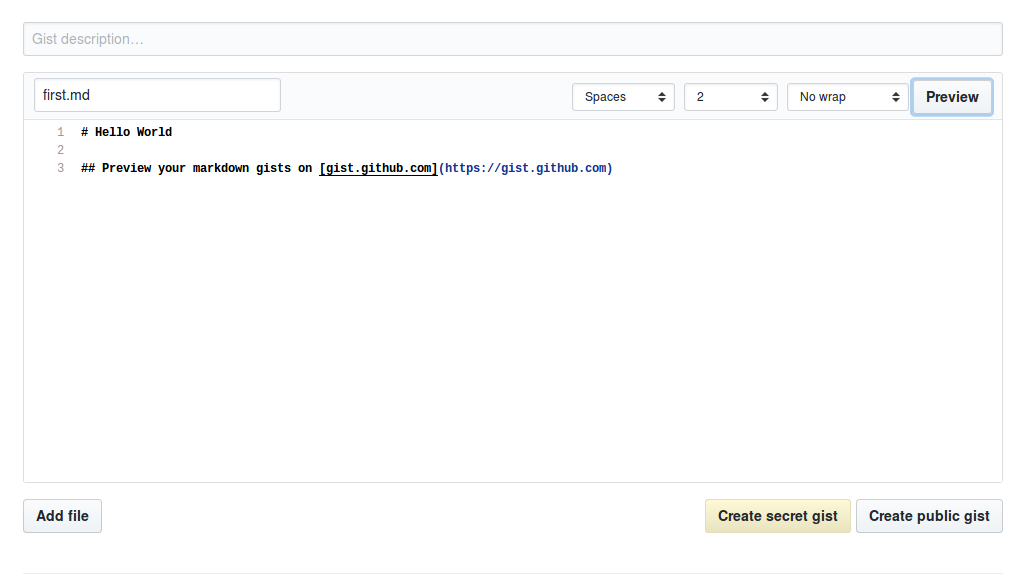 Gist description…
first.md Spaces 2 No wrap Preview
1 # Hello World
2
3 ## Preview your markdown gists on [gist.github.com](https://gist.github.com)
Add file Create secret gist Create public gist